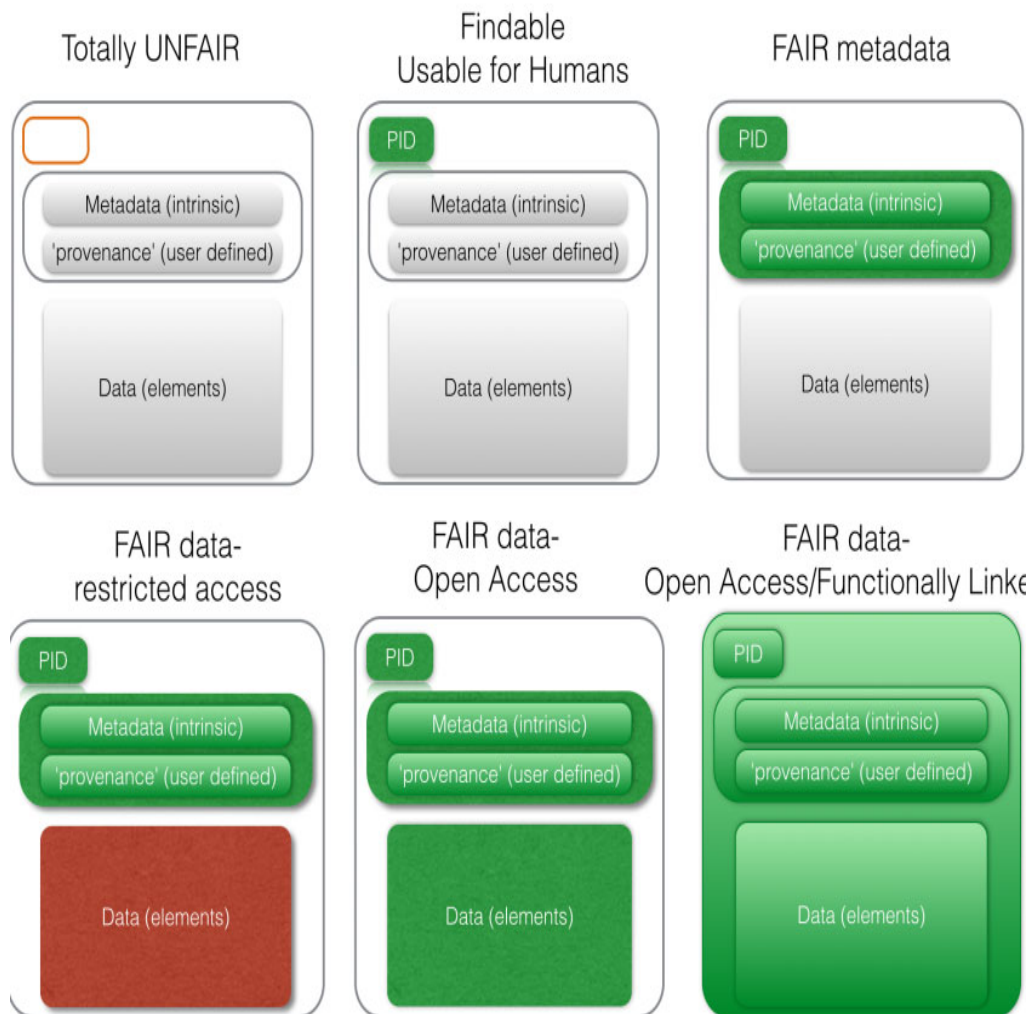 Totally UNFAIR
Metadata (intrinsic)
'provenance' (user defined)
Data (elements)
Findable
Usable for Humans
PID
Metadata (intrinsic)
'provenance' (user defined)
Data (elements)
FAIR metadata
PID
Metadata (intrinsic)
'provenance' (user defined)
Data (elements)
FAIR data-
restricted access
PID
Metadata (intrinsic)
'provenance' (user defined)
Data (elements)
FAIR data-
Open Access
PID
Metadata (intrinsic)
'provenance' (user defined)
Data (elements)
FAIR data-
Open Access/Functionally Linke
PID
Metadata (intrinsic)
'provenance' (user defined)
Data (elements)